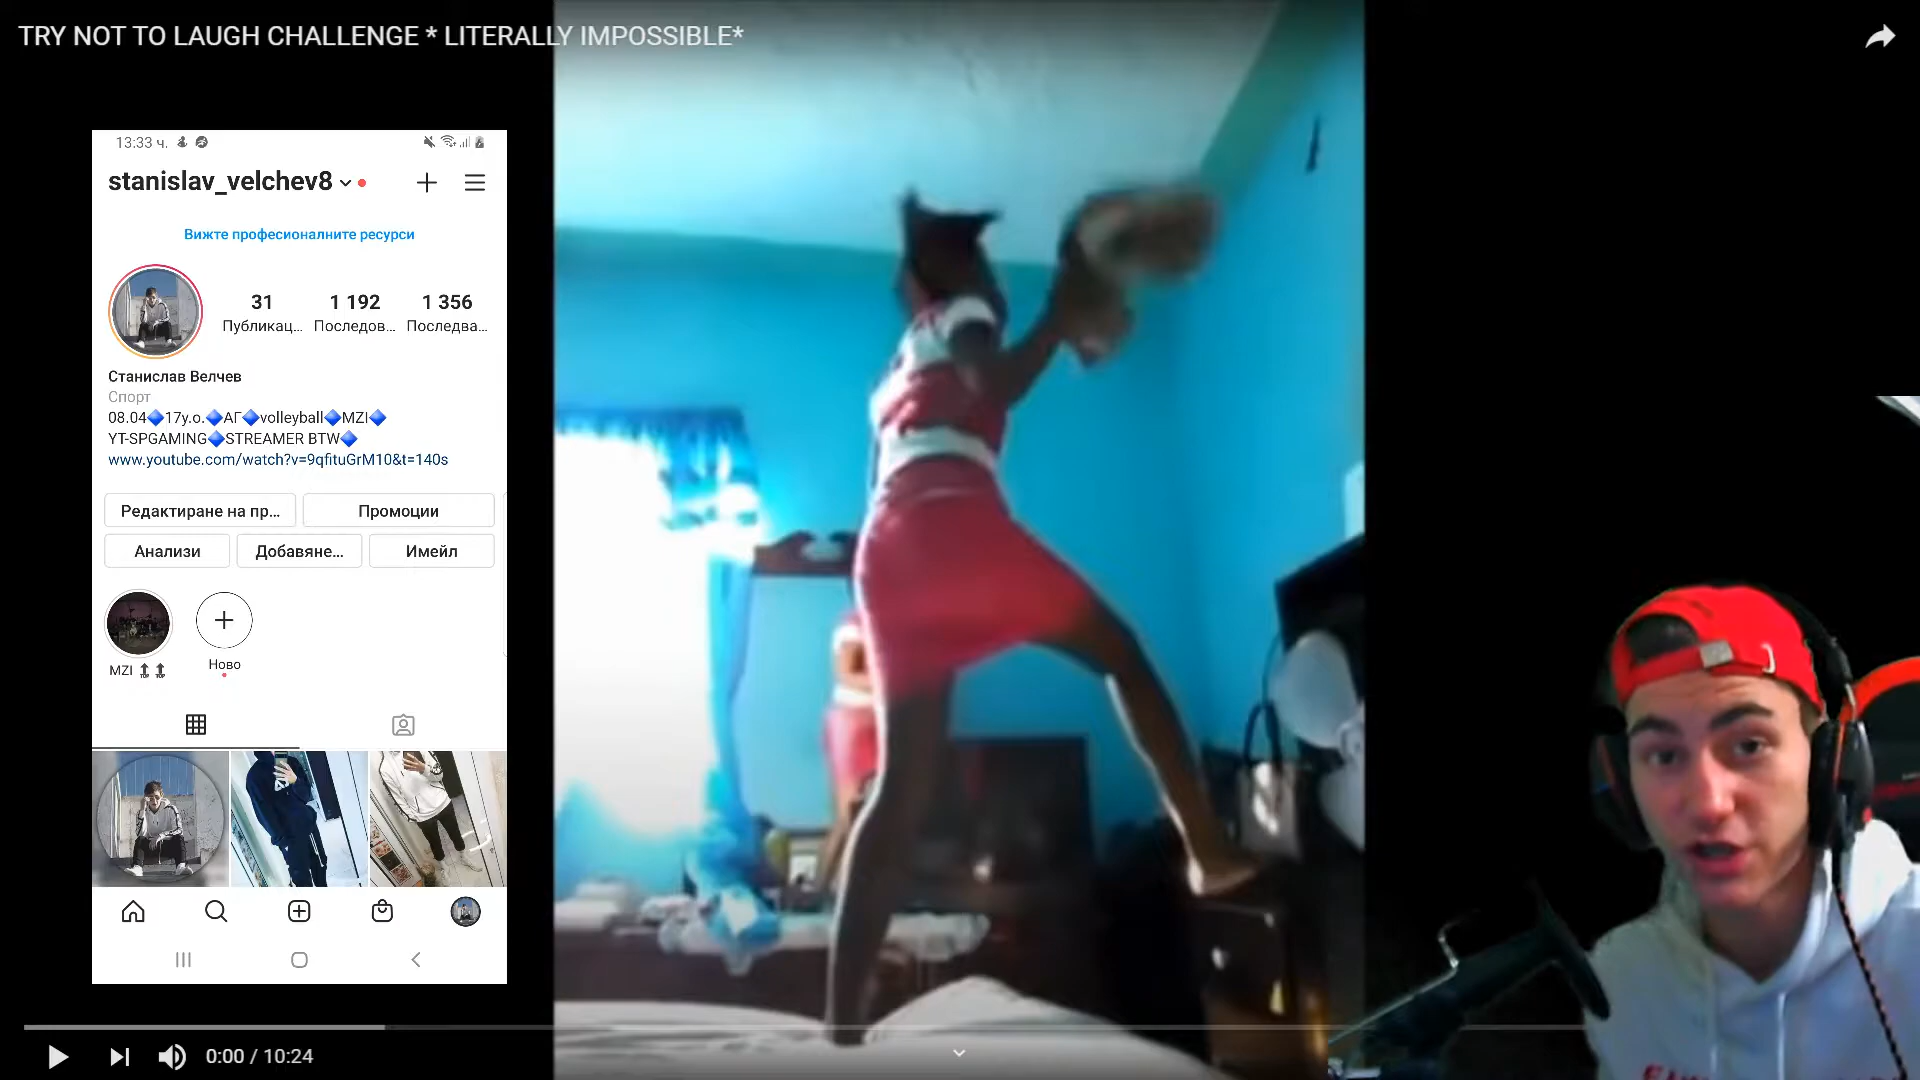 TRY NOT TO LAUGH CHALLENGE * LITERALLY IMPOSSIBLE*
13:33 ч.
stanislav_velchev8
Вижте професионалните ресурси
31 1 192 1 356
Публикац... Последов... Последва...
Станислав Велчев
Спорт
08.04🔷17y.o.🔷АГ🔷volleyball🔷MZI🔷
YT-SPGAMING🔷STREAMER BTW🔷
www.youtube.com/watch?v=9qfituGrM10&t=140s
Редактиране на пр... Промоции
Анализи Добавяне... Имейл
MZI
Ново
0:00 / 10:24